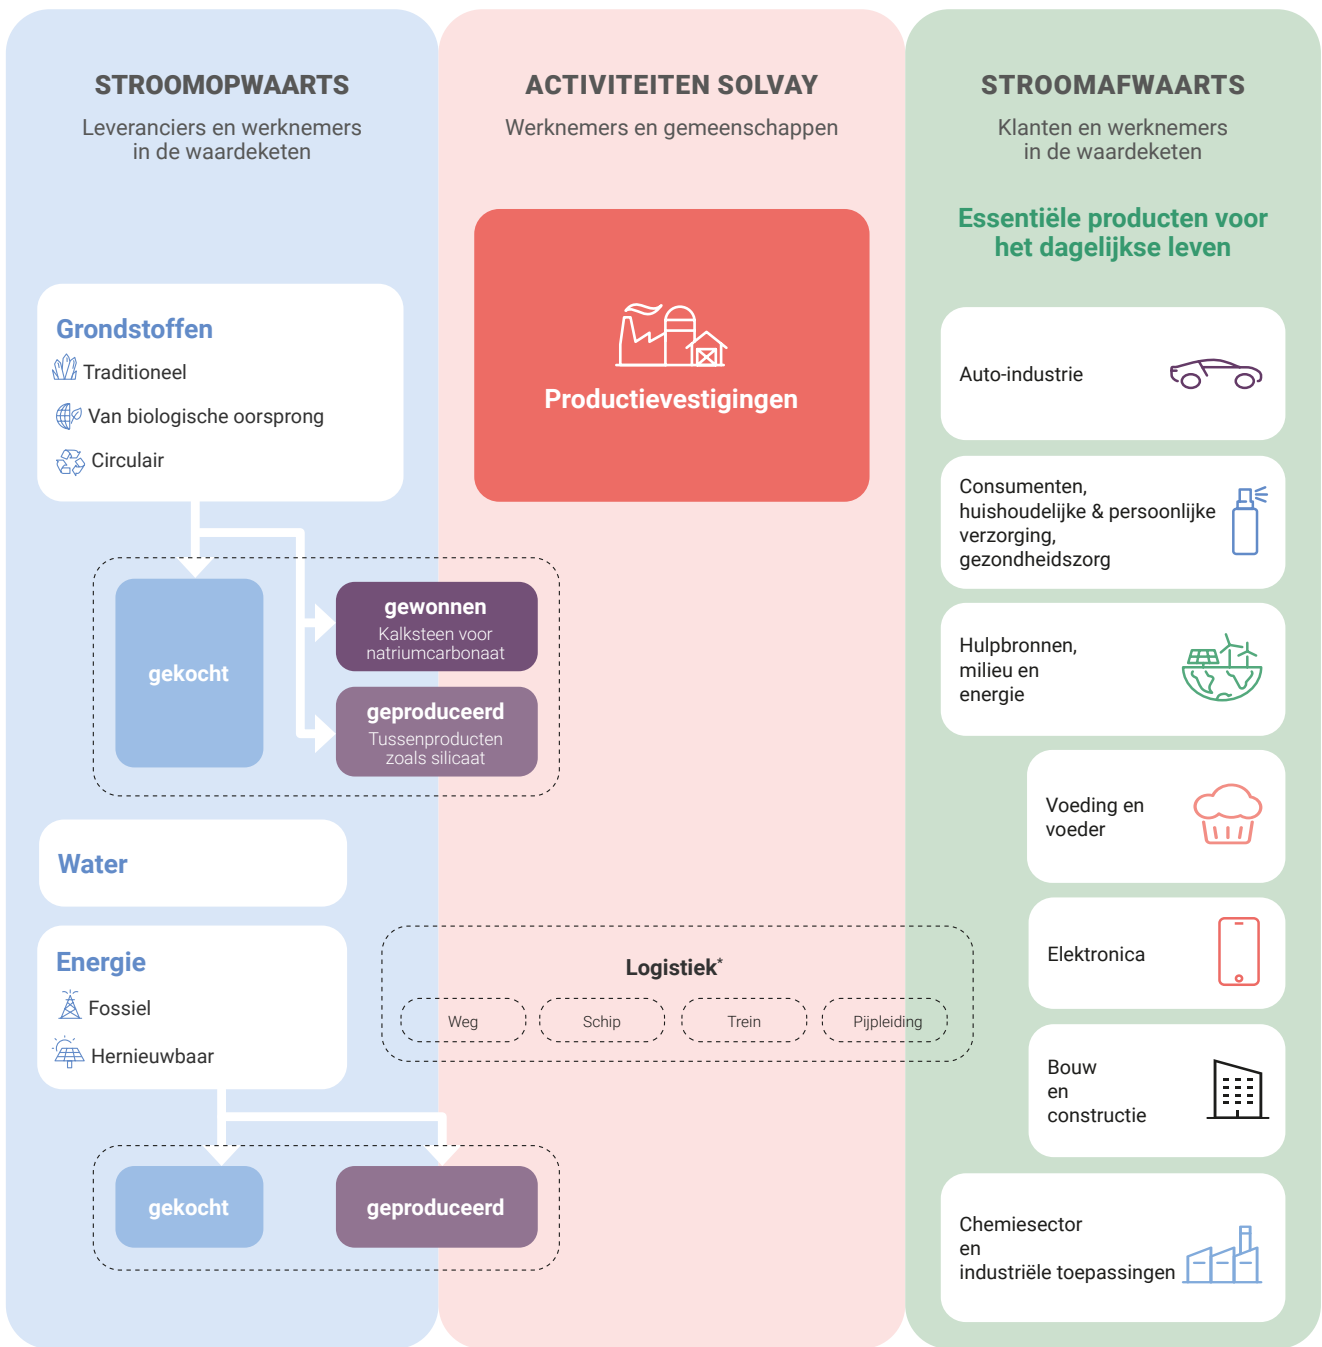 STROOMOPWAARTS
Leveranciers en werknemers
in de waardeketen
Grondstoffen
Traditioneel
Van biologische oorsprong
Circulair
gekocht
gewonnen
Kalksteen voor
natriumcarbonaat
geproduceerd
Tussenproducten
zoals silicaat
Water
Energie
Fossiel
Hernieuwbaar
gekocht
geproduceerd
ACTIVITEITEN SOLVAY
Werknemers en gemeenschappen
Productievestigingen
Logistiek*
Weg
Schip
Trein
Pijpleiding
STROOMAFWAARTS
Klanten en werknemers
in de waardeketen
Essentiële producten voor
het dagelijkse leven
Auto-industrie
Consumenten,
huishoudelijke & persoonlijke
verzorging,
gezondheidszorg
Hulpbronnen,
milieu en
energie
Voeding en
voeder
Elektronica
Bouw
en
constructie
Chemiesector
en
industriële toepassingen